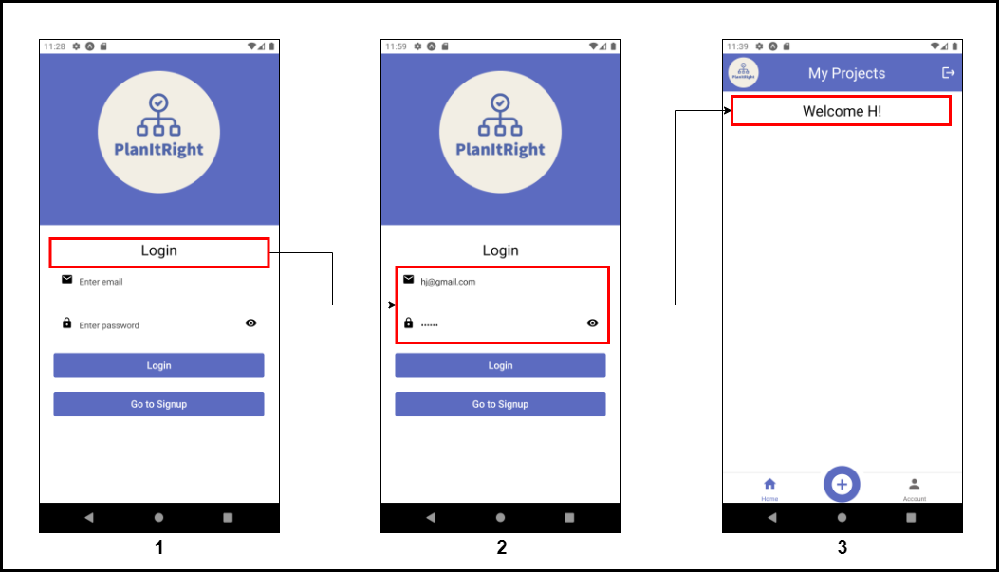 11:28
PlanItRight
Login
Enter email
Enter password
Login
Go to Signup
1
11:59
PlanItRight
Login
hj@gmail.com
••••••
Login
Go to Signup
2
11:39
PlanItRight
My Projects
Welcome H!
Home
Account
3